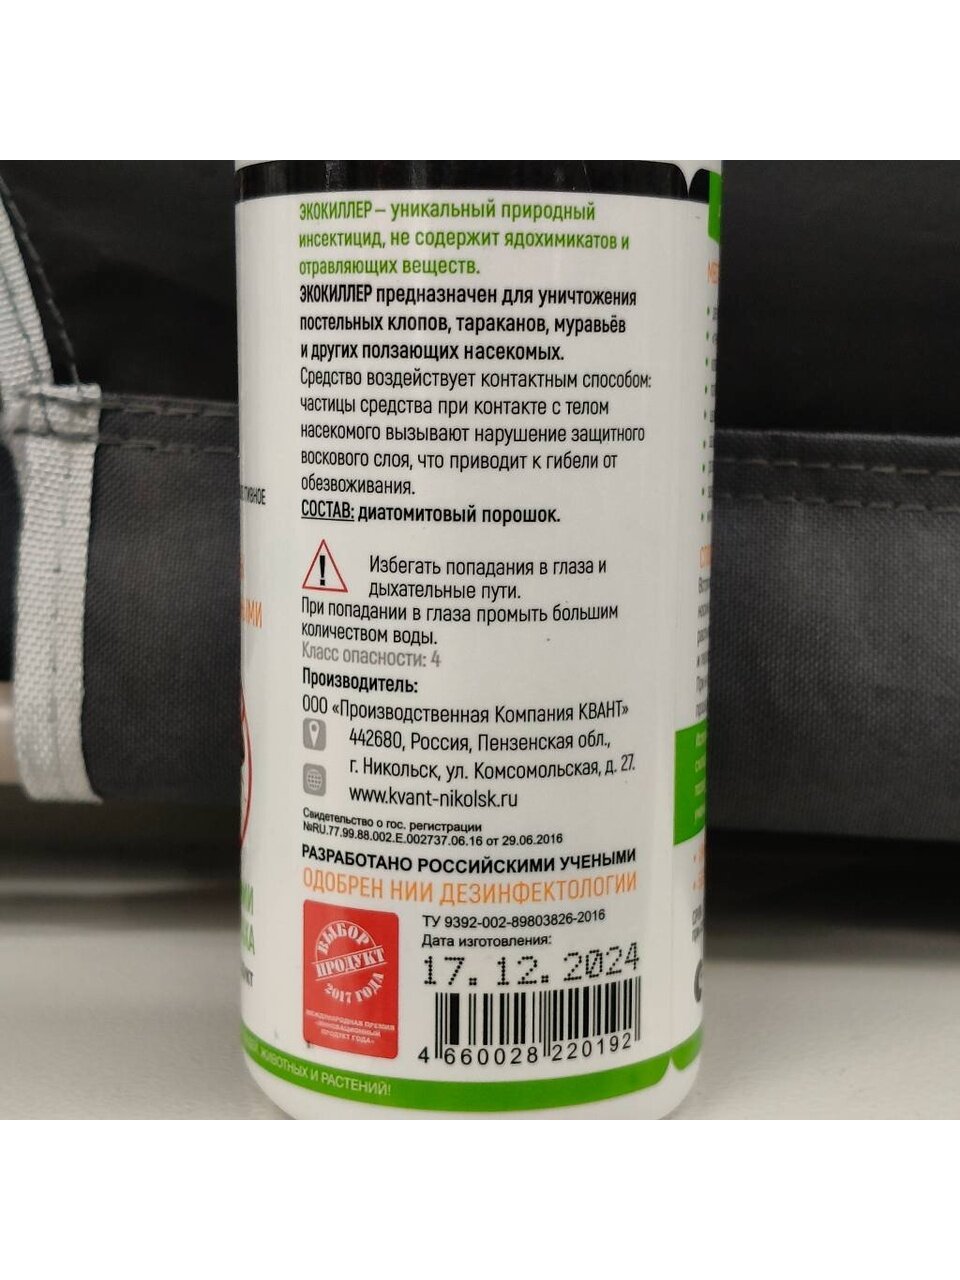 ЭКОКИЛЛЕР – уникальный природный
инсектицид, не содержит ядохимикатов и
отравляющих веществ.
ЭКОКИЛЛЕР предназначен для уничтожения
постельных клопов, тараканов, муравьёв
и других ползающих насекомых.
Средство воздействует контактным способом:
частицы средства при контакте с телом
насекомого вызывают нарушение защитного
воскового слоя, что приводит к гибели от
обезвоживания.
СОСТАВ: диатомитовый порошок.
Избегать попадания в глаза и
дыхательные пути.
При попадании в глаза промыть большим
количеством воды.
Класс опасности: 4
Производитель:
ООО «Производственная Компания КВАНТ»
442680, Россия, Пензенская обл.,
г. Никольск, ул. Комсомольская, д. 27.
www.kvant-nikolsk.ru
Свидетельство о гос. регистрации
№RU.77.99.88.002.Е.002737.06.16 от 29.06.2016
РАЗРАБОТАНО РОССИЙСКИМИ УЧЕНЫМИ
ОДОБРЕН НИИ ДЕЗИНФЕКТОЛОГИИ
ВЫБОР
ПРОДУКТ
2017 ГОДА
МЕЖДУНАРОДНАЯ ПРЕМИЯ
«ИННОВАЦИОННЫЙ
ПРОДУКТ ГОДА»
ТУ 9392-002-89803826-2016
Дата изготовления:
17.12.2024
4 660028 220192
ЖИВОТНЫХ И РАСТЕНИЙ!